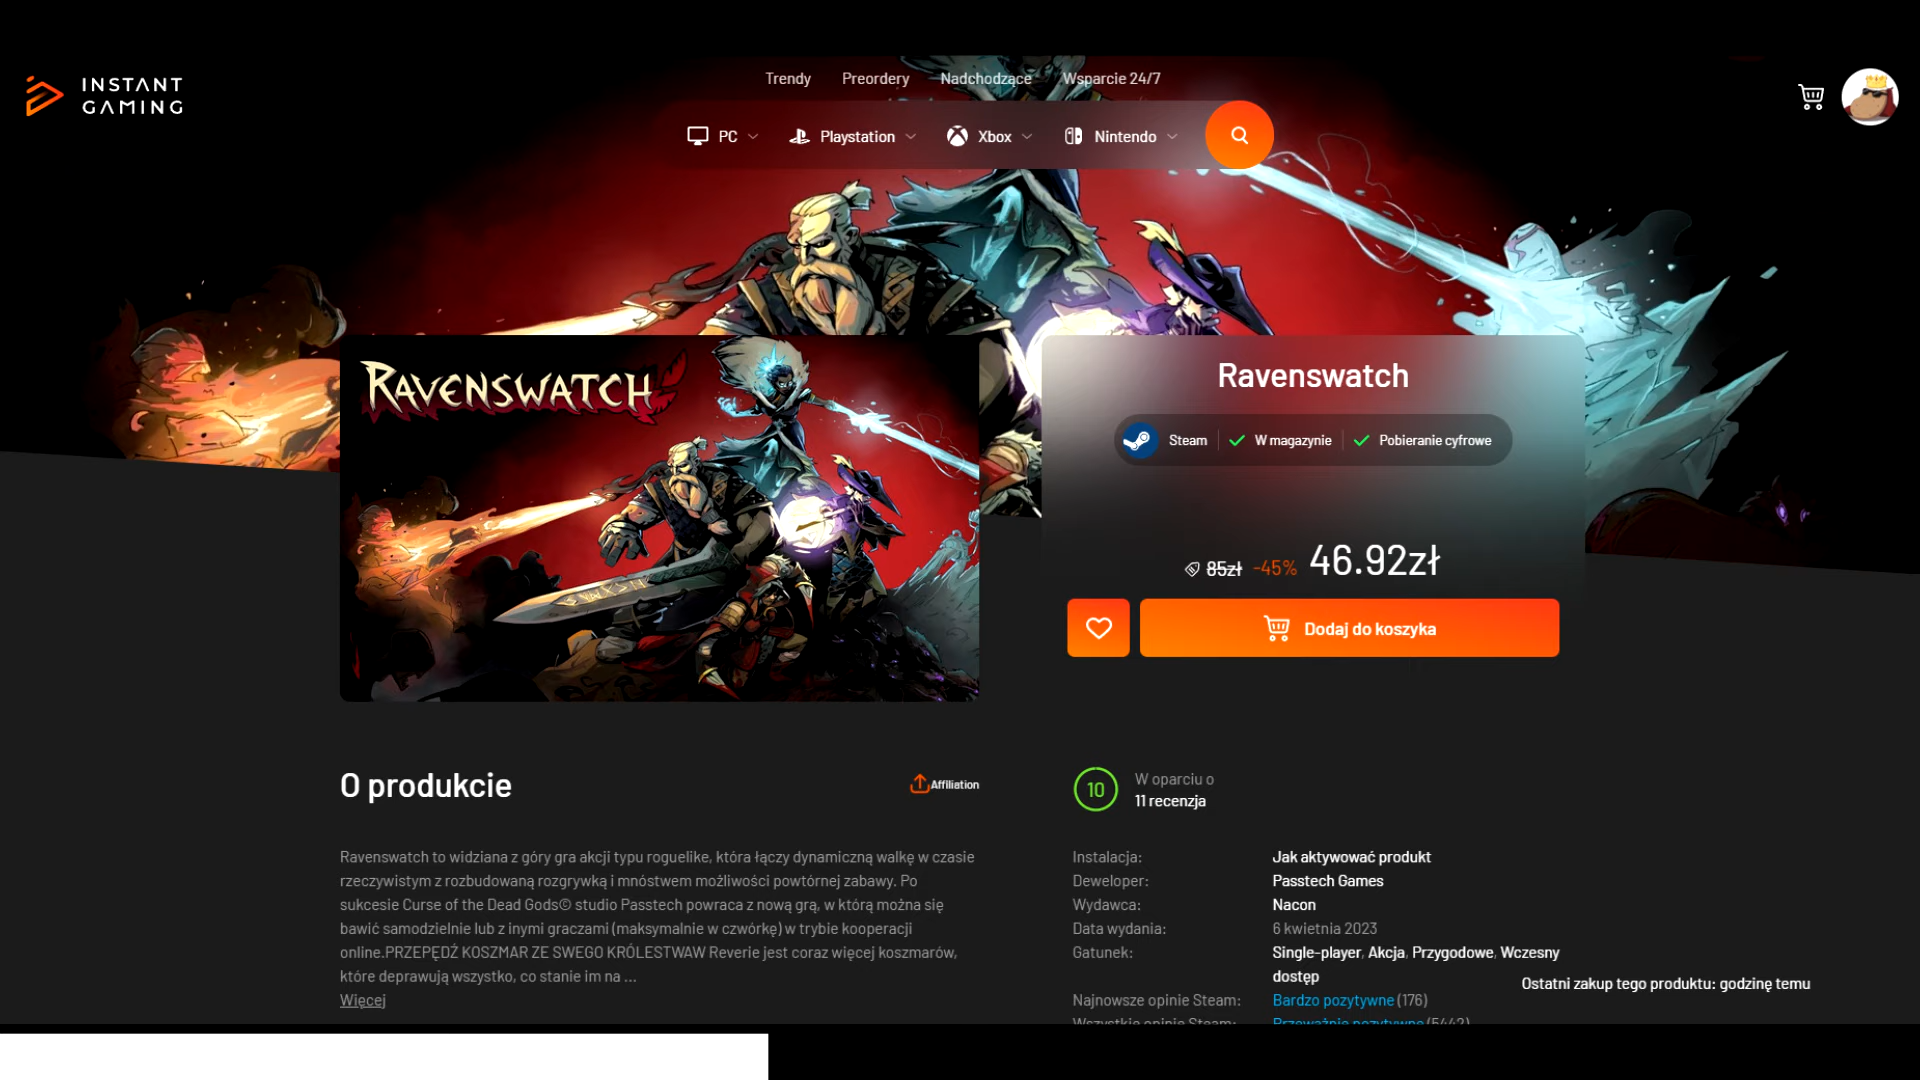 INSTANT
GAMING
Trendy Preordery Nadchodzące Wsparcie 24/7
PC Playstation Xbox Nintendo
RAVENSWATCH
Ravenswatch
Steam W magazynie Pobieranie cyfrowe
85zł -45% 46.92zł
Dodaj do koszyka
O produkcie
Affiliation
Ravenswatch to widziana z góry gra akcji typu roguelike, która łączy dynamiczną walkę w czasie
rzeczywistym z rozbudowaną rozgrywką i mnóstwem możliwości powtórnej zabawy. Po
sukcesie Curse of the Dead Gods© studio Passtech powraca z nową grą, w którą można się
bawić samodzielnie lub z inymi graczami (maksymalnie w czwórkę) w trybie kooperacji
online.PRZEPĘDŹ KOSZMAR ZE SWEGO KRÓLESTWAW Reverie jest coraz więcej koszmarów,
które deprawują wszystko, co stanie im na ...
Więcej
10
W oparciu o
11 recenzja
Instalacja: Jak aktywować produkt
Deweloper: Passtech Games
Wydawca: Nacon
Data wydania: 6 kwietnia 2023
Gatunek: Single-player, Akcja, Przygodowe, Wczesny
dostęp
Najnowsze opinie Steam: Bardzo pozytywne (176)
Wszystkie opinie Steam: Przeważnie pozytywne (5442)
Ostatni zakup tego produktu: godzinę temu